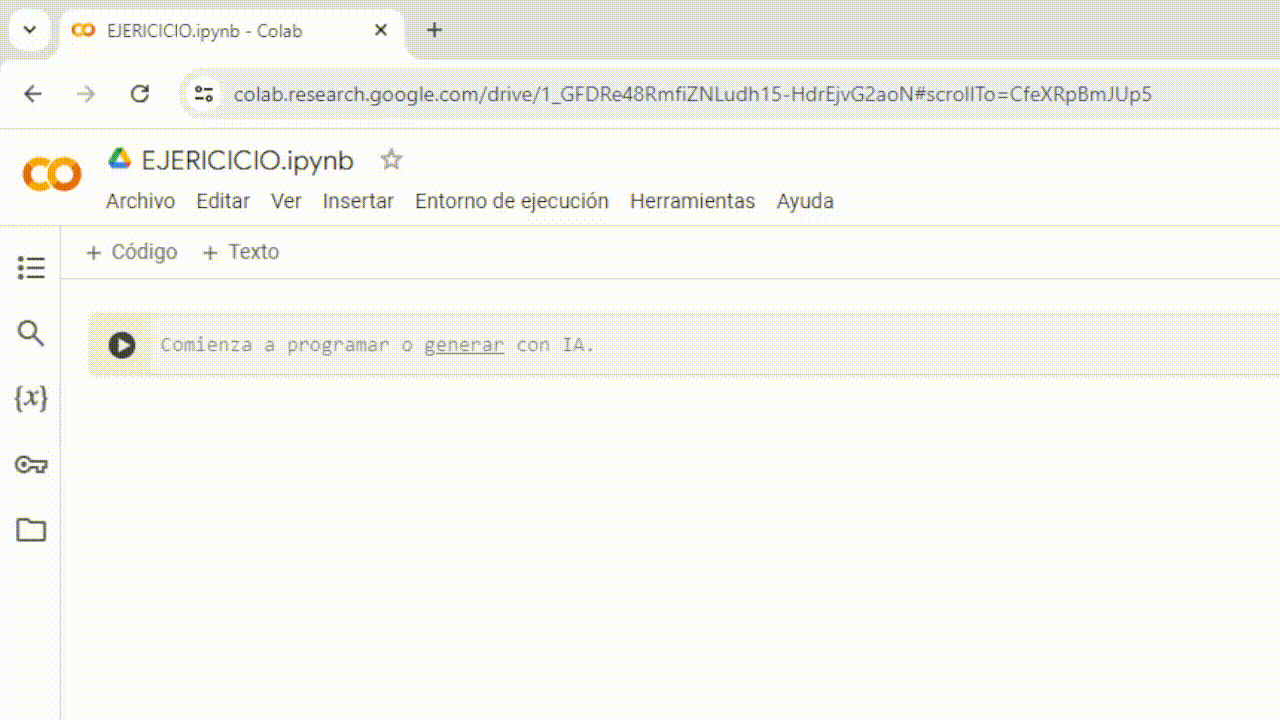 EJERICICIO.ipynb - Colab
colab.research.google.com/drive/1_GFDRe48RmfiZNLudh15-HdrEjvG2aoN#scrollTo=CfeXRpBmJUp5
EJERICICIO.ipynb
Archivo Editar Ver Insertar Entorno de ejecución Herramientas Ayuda
+ Código + Texto
Comienza a programar o generar con IA.
{x}